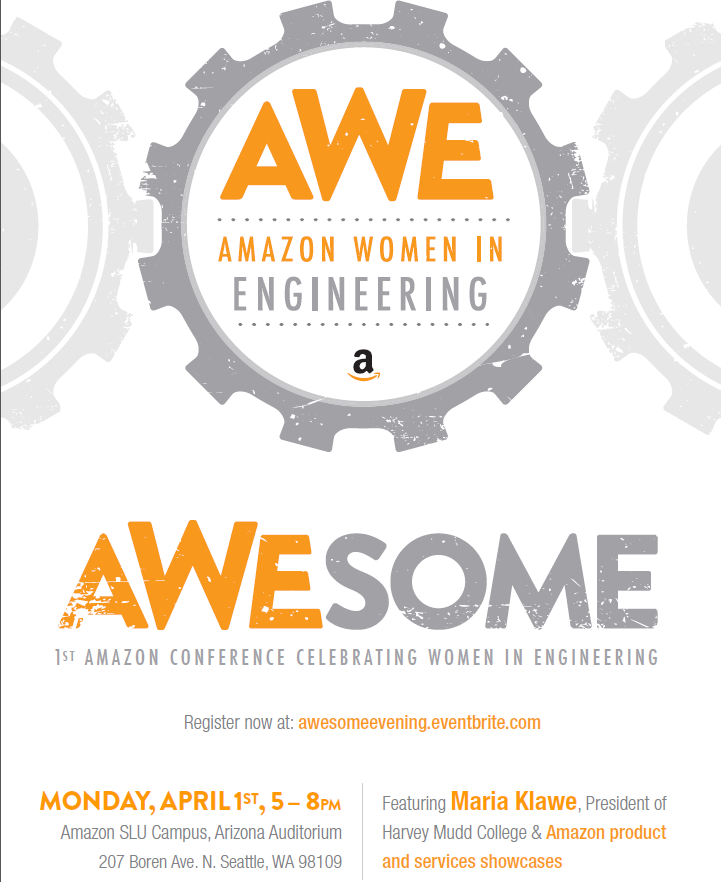 AWE
AMAZON WOMEN IN
ENGINEERING
a
AWESOME
1ST AMAZON CONFERENCE CELEBRATING WOMEN IN ENGINEERING
Register now at: awesomeevening.eventbrite.com
MONDAY, APRIL 1ST, 5 – 8PM
Amazon SLU Campus, Arizona Auditorium
207 Boren Ave. N. Seattle, WA 98109
Featuring Maria Klawe, President of
Harvey Mudd College & Amazon product
and services showcases